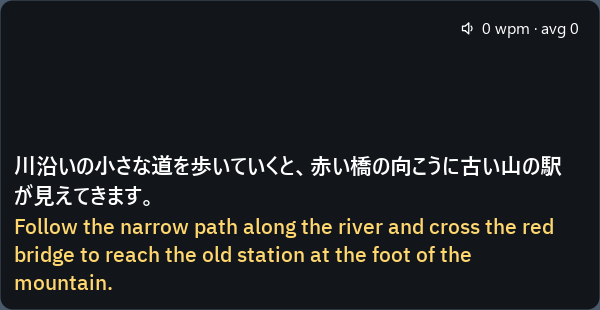 0 wpm · avg 0
川沿いの小さな道を歩いていくと、赤い橋の向こうに古い山の駅
が見えてきます。
Follow the narrow path along the river and cross the red
bridge to reach the old station at the foot of the
mountain.